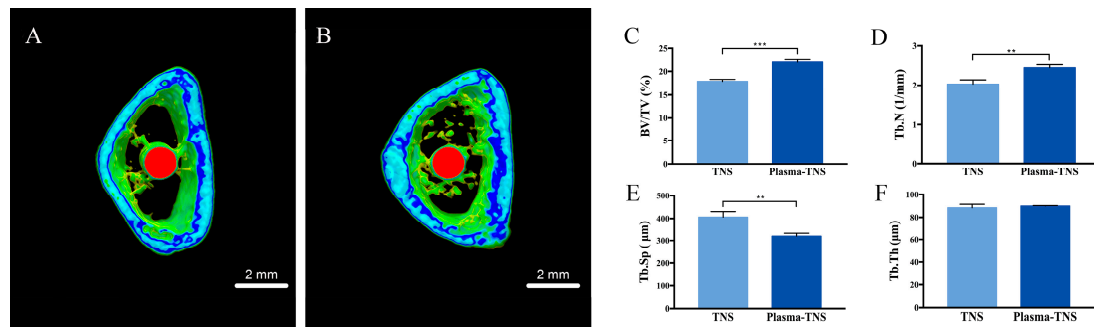 A
2 mm
B
2 mm
C
BV/TV (%)
25
20
15
10
5
0
***
TNS
Plasma-TNS
D
Tb.N (1/mm)
3
2
1
0
**
TNS
Plasma-TNS
E
Tb.Sp ( μm)
500
400
300
200
100
0
**
TNS
Plasma-TNS
F
Tb.Th (μm)
100
80
60
40
20
0
TNS
Plasma-TNS